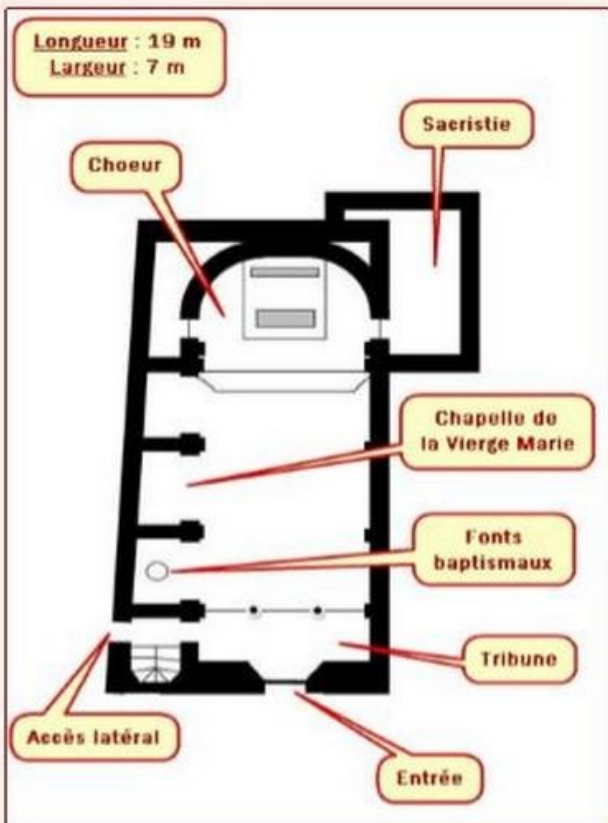 Longueur : 19 m
Largeur : 7 m
Sacristie
Choeur
Chapelle de
la Vierge Marie
Fonts
baptismaux
Tribune
Accès latéral
Entrée